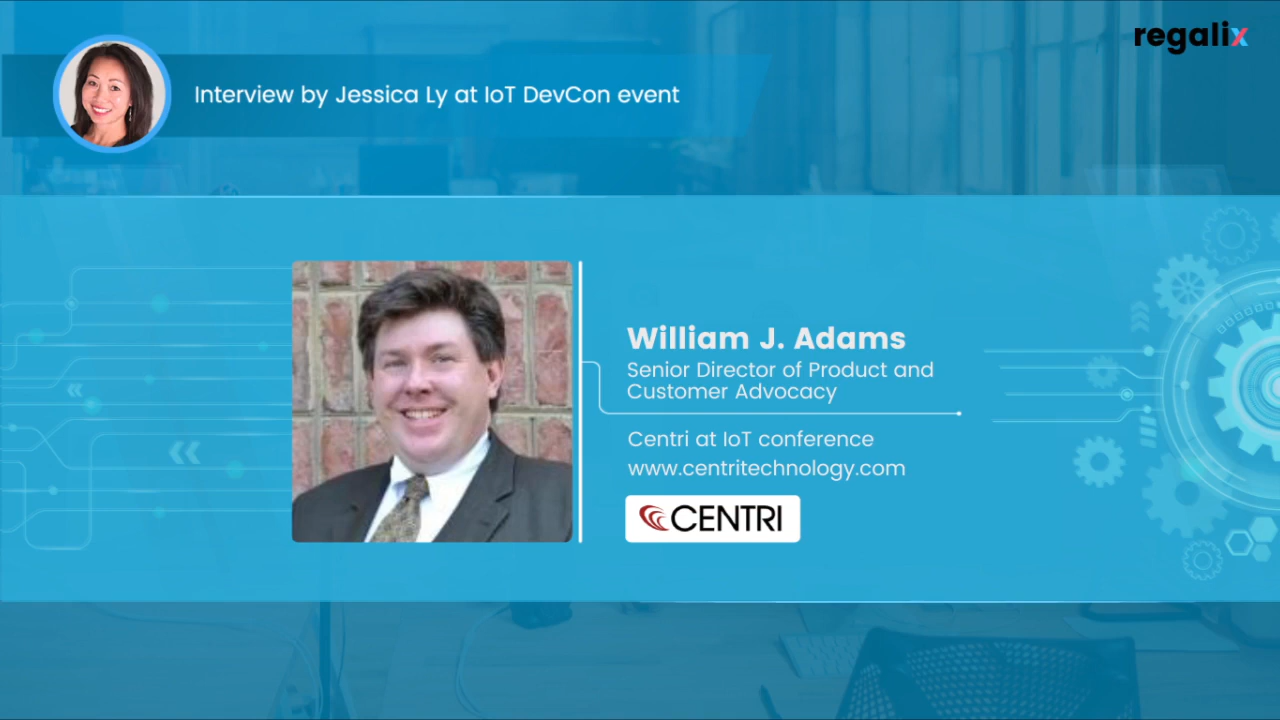 regalix
Interview by Jessica Ly at IoT DevCon event
William J. Adams
Senior Director of Product and
Customer Advocacy
Centri at IoT conference
www.centritechnology.com
CENTRI